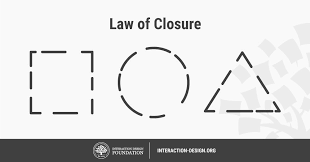 Law of Closure
INTERACTION DESIGN
FOUNDATION
INTERACTION-DESIGN.ORG